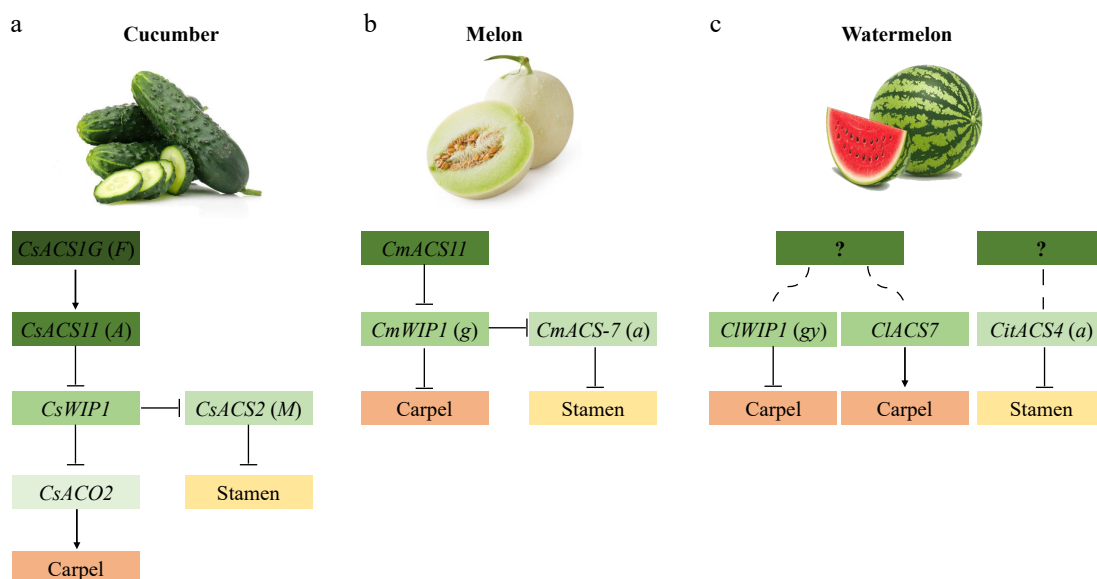 a
Cucumber
CsACS1G (F)
CsACS11 (A)
CsWIP1
CsACS2 (M)
CsACO2
Stamen
Carpel
b
Melon
CmACS11
CmWIP1 (g)
CmACS-7 (a)
Carpel
Stamen
c
Watermelon
?
?
ClWIP1 (gy)
ClACS7
CitACS4 (a)
Carpel
Carpel
Stamen